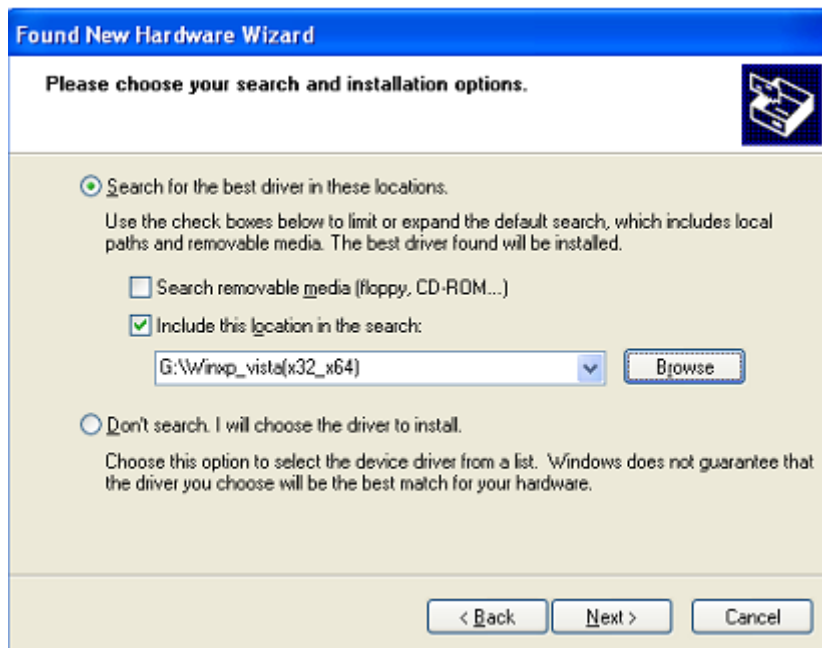 Found New Hardware Wizard
Please choose your search and installation options.
Search for the best driver in these locations.
Use the check boxes below to limit or expand the default search, which includes local
paths and removable media. The best driver found will be installed.
Search removable media (floppy, CD-ROM...)
Include this location in the search:
G:\Winxp_vista(x32_x64)
Browse
Don't search. I will choose the driver to install.
Choose this option to select the device driver from a list. Windows does not guarantee that
the driver you choose will be the best match for your hardware.
< Back
Next >
Cancel